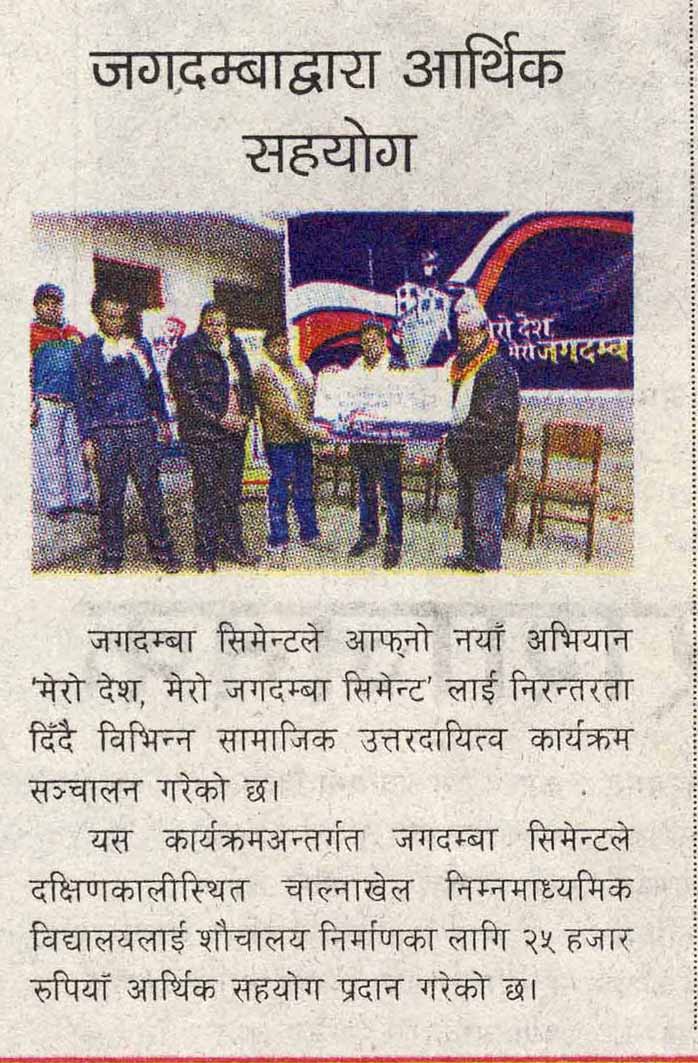 जगदम्बाद्वारा आर्थिक
सहयोग
मेरो देश,
मेरो जगदम्बा
जगदम्बा सिमेन्टले आफ्नो नयाँ अभियान
‘मेरो देश, मेरो जगदम्बा सिमेन्ट’ लाई निरन्तरता
दिँदै विभिन्न सामाजिक उत्तरदायित्व कार्यक्रम
सञ्चालन गरेको छ।
यस कार्यक्रमअन्तर्गत जगदम्बा सिमेन्टले
दक्षिणकालीस्थित चाल्नाखेल निम्नमाध्यमिक
विद्यालयलाई शौचालय निर्माणका लागि २५ हजार
रुपियाँ आर्थिक सहयोग प्रदान गरेको छ।